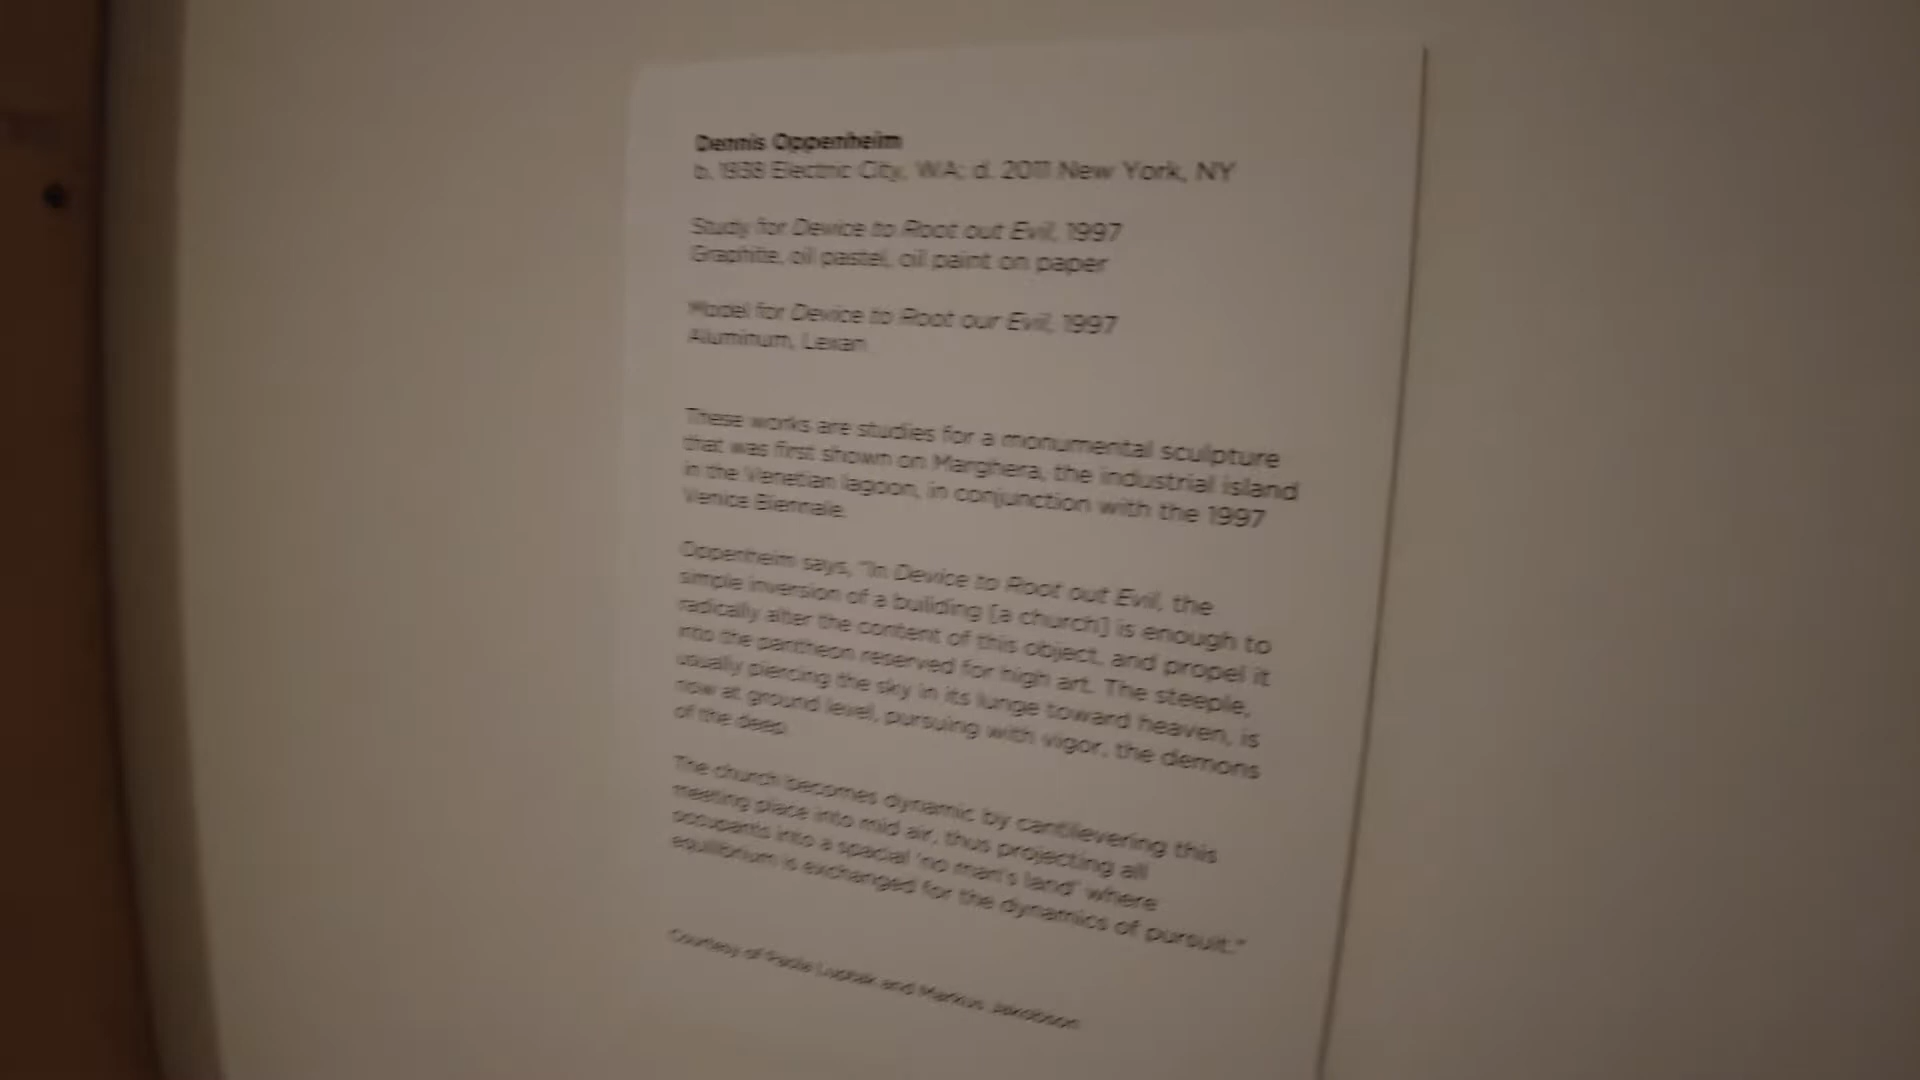 Dennis Oppenheim
b. 1938 Electric City, WA; d. 2011 New York, NY
Study for Device to Root out Evil, 1997
Graphite, oil pastel, oil paint on paper
Model for Device to Root our Evil, 1997
Aluminum, Lexan
These works are studies for a monumental sculpture
that was first shown on Marghera, the industrial island
in the Venetian lagoon, in conjunction with the 1997
Venice Biennale.
Oppenheim says, "In Device to Root out Evil, the
simple inversion of a building [a church] is enough to
radically alter the content of this object, and propel it
into the pantheon reserved for high art. The steeple,
usually piercing the sky in its lunge toward heaven, is
now at ground level, pursuing with vigor, the demons
of the deep.
The church becomes dynamic by cantilevering this
meeting place into mid air, thus projecting all
occupants into a spacial 'no man's land' where
equilibrium is exchanged for the dynamics of pursuit."
Courtesy of and Markus Jakobson